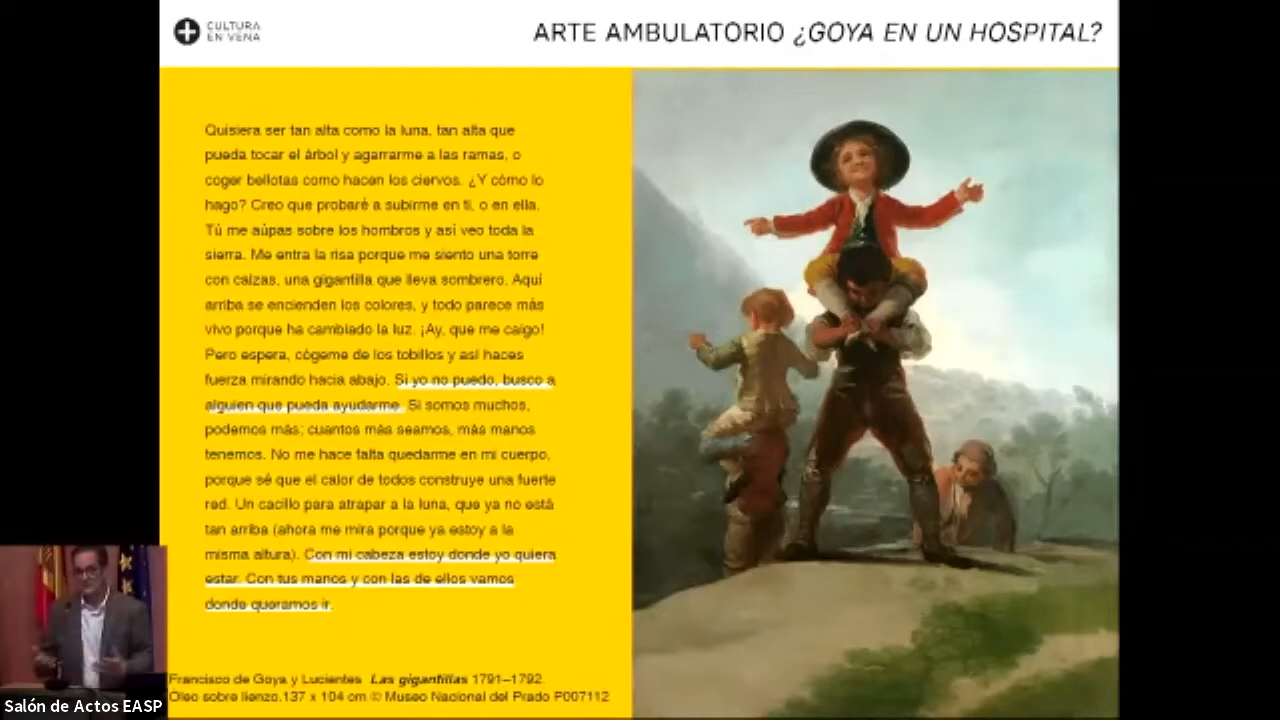 CULTURA
EN VENA
ARTE AMBULATORIO ¿GOYA EN UN HOSPITAL?
Quisiera ser tan alta como la luna, tan alta que
pueda tocar el árbol y agarrarme a las ramas, o
coger bellotas como hacen los ciervos. ¿Y cómo lo
hago? Creo que probaré a subirme en ti, o en ella.
Tú me aúpas sobre los hombros y así veo toda la
sierra. Me entra la risa porque me siento una torre
con calzas, una gigantilla que lleva sombrero. Aquí
arriba se encienden los colores, y todo parece más
vivo porque ha cambiado la luz. ¡Ay, que me caigo!
Pero espera, cógeme de los tobillos y así haces
fuerza mirando hacia abajo. Si yo no puedo, busco a
alguien que pueda ayudarme. Si somos muchos,
podemos más; cuantos más seamos, más manos
tenemos. No me hace falta quedarme en mi cuerpo,
porque sé que el calor de todos construye una fuerte
red. Un cacillo para atrapar a la luna, que ya no está
tan arriba (ahora me mira porque ya estoy a la
misma altura). Con mi cabeza estoy donde yo quiera
estar. Con tus manos y con las de ellos vamos
donde queramos ir.
Francisco de Goya y Lucientes Las gigantillas 1791–1792.
Óleo sobre lienzo.137 x 104 cm © Museo Nacional del Prado P007112
Salón de Actos EASP